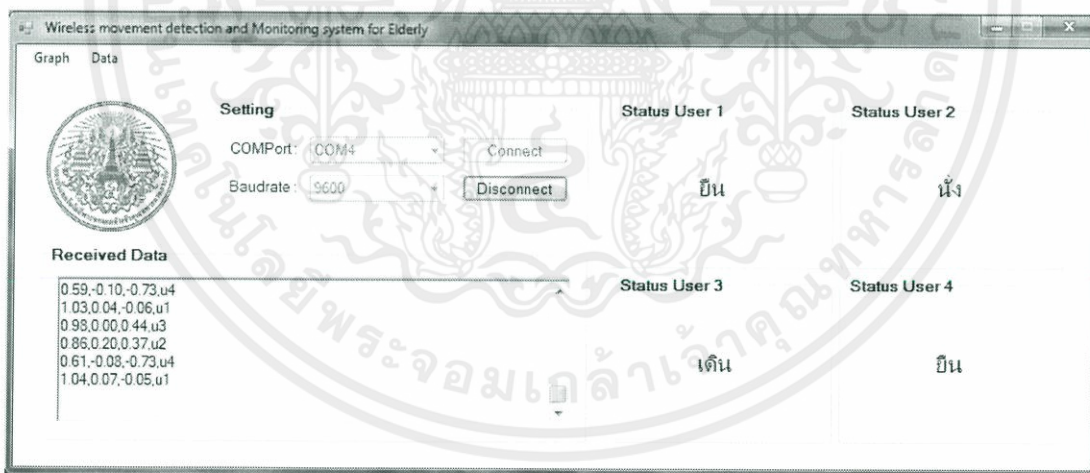 Wireless movement detection and Monitoring system for Elderly
Graph Data
Setting
COMPort: COM4 Connect
Baudrate: 9600 Disconnect
Received Data
0.59,-0.10,-0.73,u4
1.03,0.04,-0.06,u1
0.98,0.00,0.44,u3
0.86,0.20,0.37,u2
0.61,-0.08,-0.73,u4
1.04,0.07,-0.05,u1
Status User 1
ยืน
Status User 2
นั่ง
Status User 3
เดิน
Status User 4
ยืน